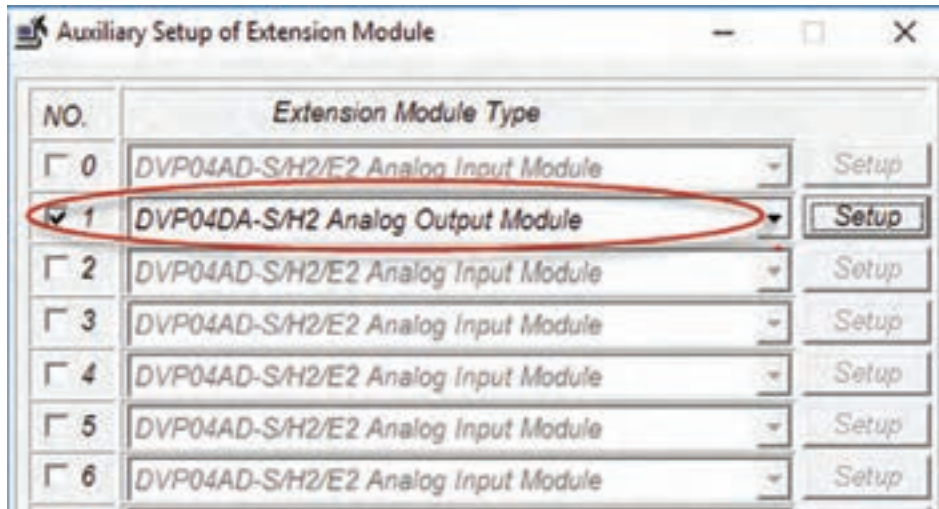 Auxiliary Setup of Extension Module
NO. Extension Module Type
0 DVP04AD-S/H2/E2 Analog Input Module Setup
1 DVP04DA-S/H2 Analog Output Module Setup
2 DVP04AD-S/H2/E2 Analog Input Module Setup
3 DVP04AD-S/H2/E2 Analog Input Module Setup
4 DVP04AD-S/H2/E2 Analog Input Module Setup
5 DVP04AD-S/H2/E2 Analog Input Module Setup
6 DVP04AD-S/H2/E2 Analog Input Module Setup